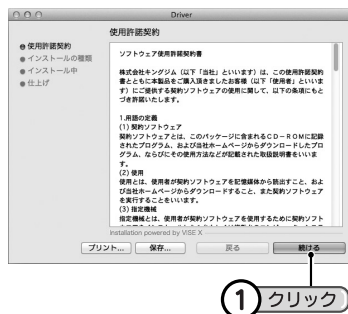 Driver
使用許諾契約
使用許諾契約
インストールの種類
インストール中
仕上げ
ソフトウェア使用許諾契約書
株式会社キングジム（以下「当社」といいます）は、この使用許諾契約
書とともに本製品をご購入頂きましたお客様（以下「使用者」といいま
す）にご提供する契約ソフトウェアの使用に関して、以下の条項にもと
づき許諾いたします。
1.用語の定義
(1) 契約ソフトウェア
契約ソフトウェアとは、このパッケージに含まれるＣＤ－ＲＯＭに記録
されたプログラム、および当社ホームページからダウンロードしたプロ
グラム、ならびにその使用方法などが記載された取扱説明書をいいま
す。
(2) 使用
使用とは、使用者が契約ソフトウェアを記憶媒体から読出すこと、およ
び当社ホームページからダウンロードすること、また契約ソフトウェア
を実行することをいいます。
(3) 指定機械
指定機械とは、使用者が契約ソフトウェアを使用するために契約ソフト
Installation powered by VISE X
プリント... 保存... 戻る 続ける
1 クリック